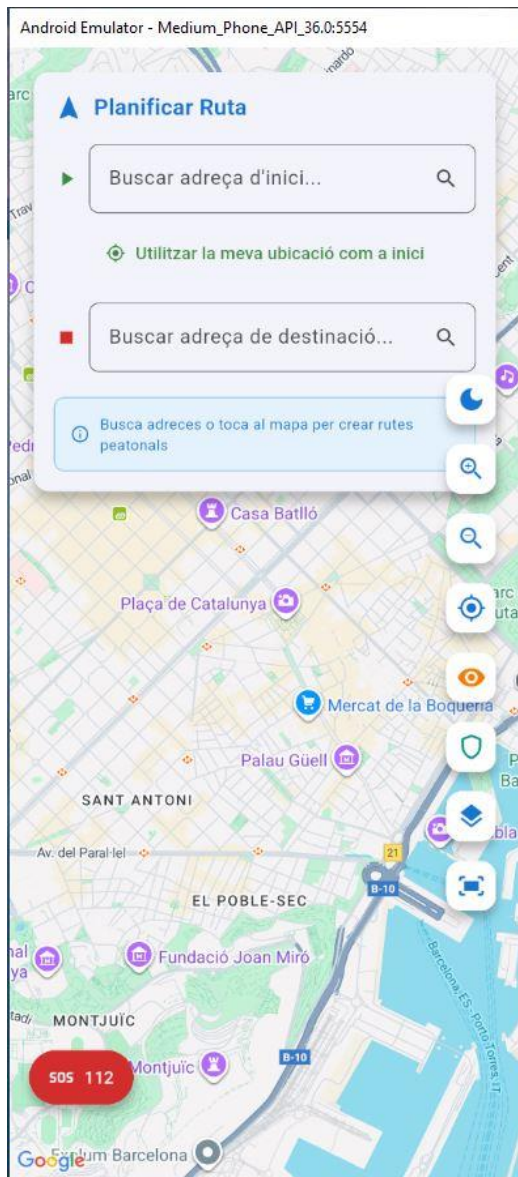 Android Emulator - Medium_Phone_API_36.0:5554
Planificar Ruta
Buscar adreça d'inici...
Utilitzar la meva ubicació com a inici
Buscar adreça de destinació...
Busca adreces o toca al mapa per crear rutes
peatonals
Casa Batlló
Plaça de Catalunya
Mercat de la Boqueria
Palau Güell
SANT ANTONI
Av. del Paral·lel
21
B-10
EL POBLE-SEC
Fundació Joan Miró
Barcelona, ES - Porto Torres, IT
MONTJUÏC
B-10
Montjuïc
SOS 112
Barcelona
Google